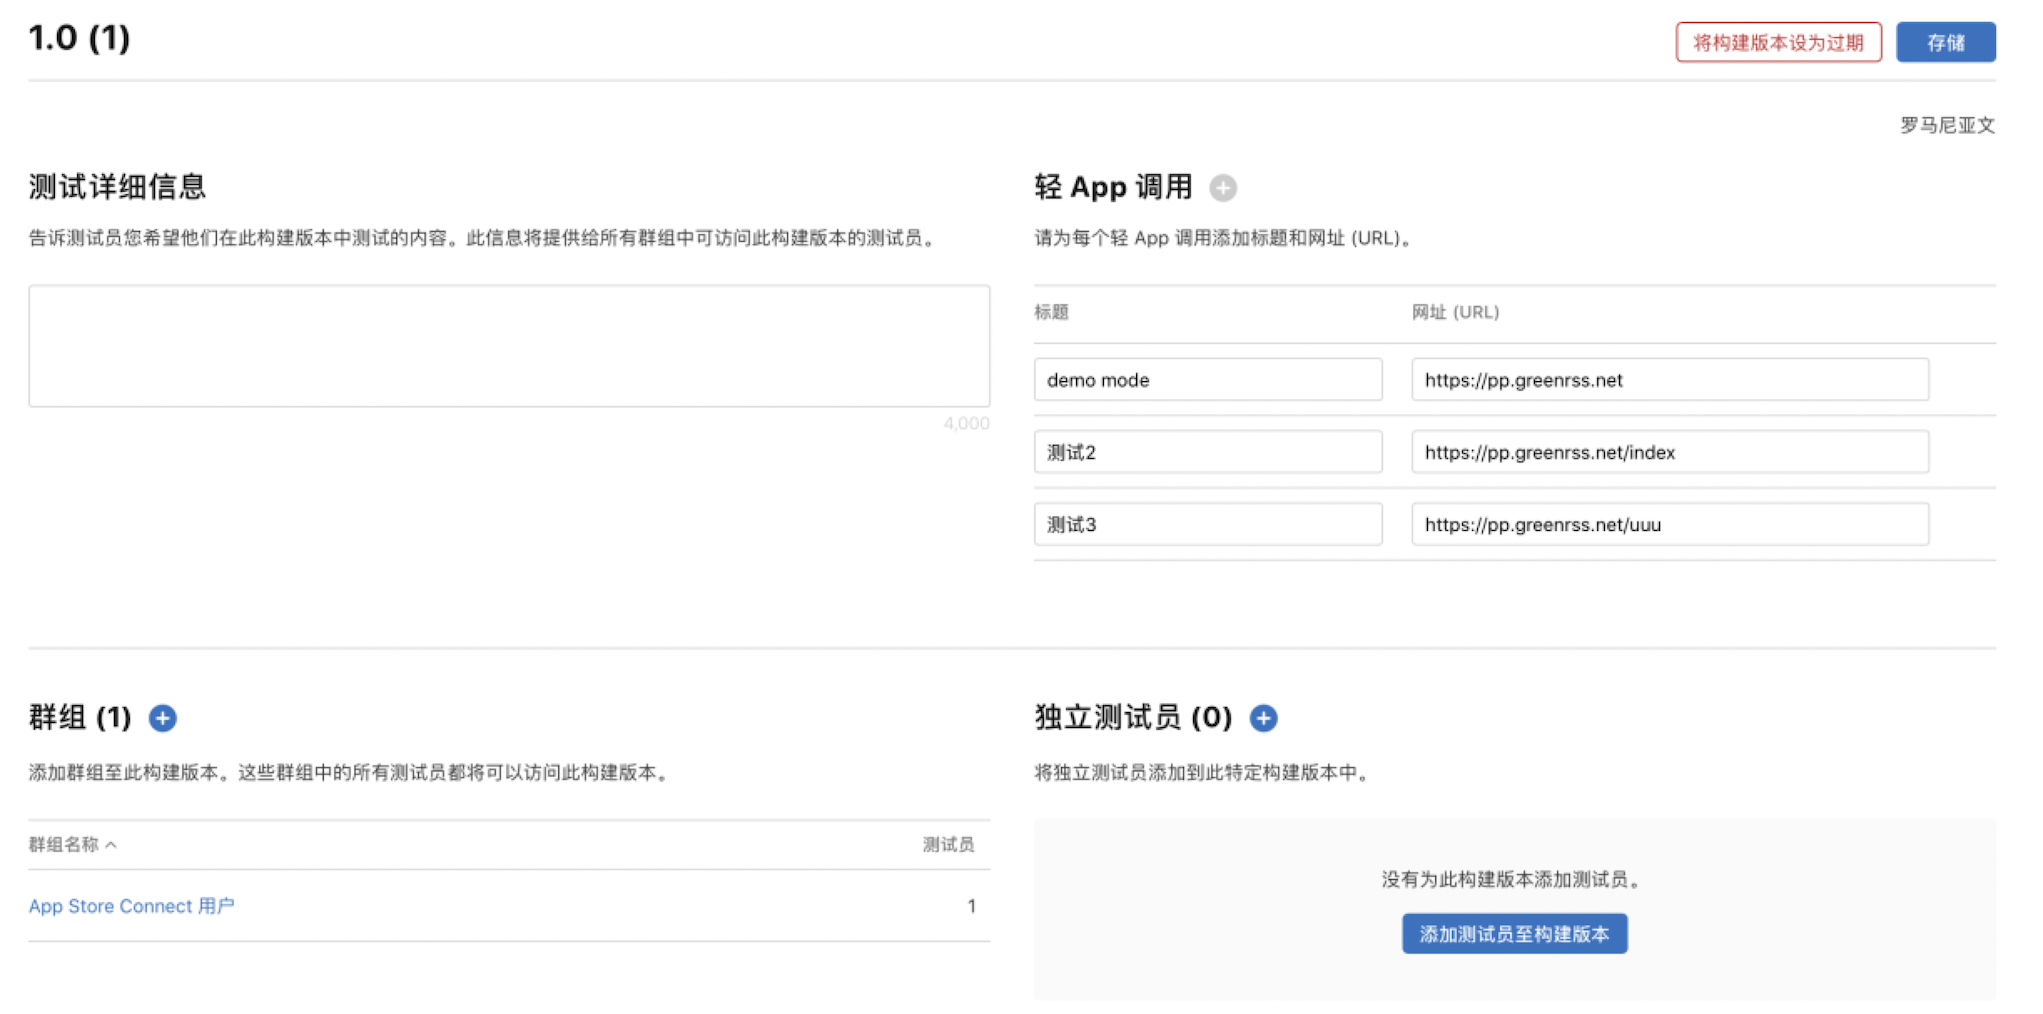 1.0 (1)
将构建版本设为过期
存储
罗马尼亚文
测试详细信息
告诉测试员您希望他们在此构建版本中测试的内容。此信息将提供给所有群组中可访问此构建版本的测试员。
4,000
轻 App 调用
请为每个轻 App 调用添加标题和网址 (URL)。
标题 网址 (URL)
demo mode https://pp.greenrss.net
测试2 https://pp.greenrss.net/index
测试3 https://pp.greenrss.net/uuu
群组 (1)
添加群组至此构建版本。这些群组中的所有测试员都将可以访问此构建版本。
群组名称 测试员
App Store Connect 用户 1
独立测试员 (0)
将独立测试员添加到此特定构建版本中。
没有为此构建版本添加测试员。
添加测试员至构建版本